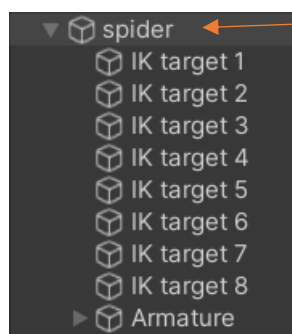 spider
IK target 1
IK target 2
IK target 3
IK target 4
IK target 5
IK target 6
IK target 7
IK target 8
Armature